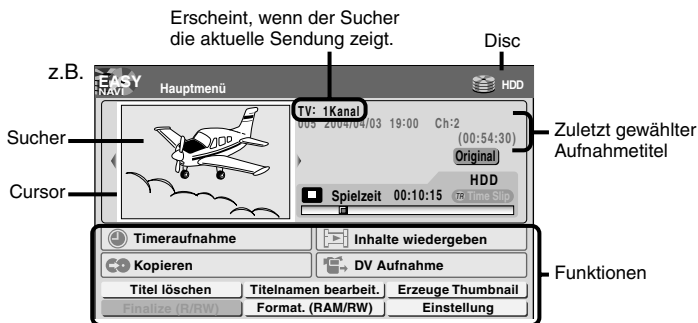 Erscheint, wenn der Sucher
die aktuelle Sendung zeigt.
Disc
z.B.
EASY
NAVI
Hauptmenü
HDD
TV: 1Kanal
005 2004/04/03 19:00 Ch:2
(00:54:30)
Original
Zuletzt gewählter
Aufnahmetitel
Sucher
Cursor
HDD
Spielzeit 00:10:15 TR Time Slip
Timeraufnahme
Inhalte wiedergeben
Kopieren
DV Aufnahme
Funktionen
Titel löschen
Titelnamen bearbeit.
Erzeuge Thumbnail
Finalize (R/RW)
Format. (RAM/RW)
Einstellung